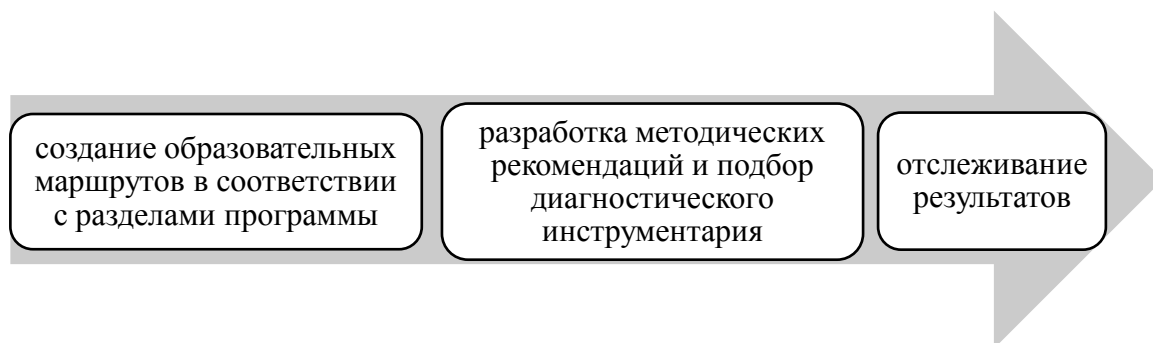 создание образовательных
маршрутов в соответствии
с разделами программы
разработка методических
рекомендаций и подбор
диагностического
инструментария
отслеживание
результатов